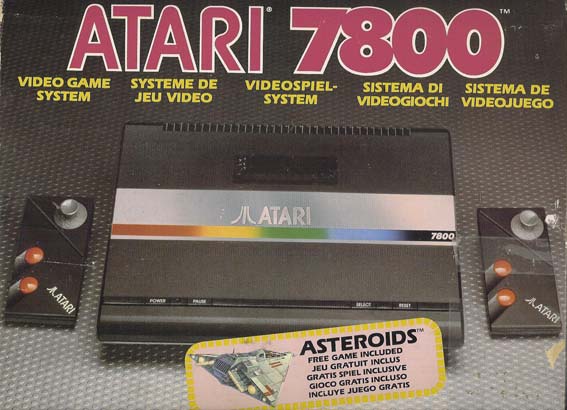 ATARI® 7800™
VIDEO GAME SYSTEM
SYSTEME DE JEU VIDEO
VIDEOSPIEL-SYSTEM
SISTEMA DI VIDEOGIOCHI
SISTEMA DE VIDEOJUEGO
ATARI
7800
POWER PAUSE SELECT RESET
ATARI
ATARI
ASTEROIDS™
FREE GAME INCLUDED
JEU GRATUIT INCLUS
GRATIS SPIEL INCLUSIVE
GIOCO GRATIS INCLUSO
INCLUYE JUEGO GRATIS